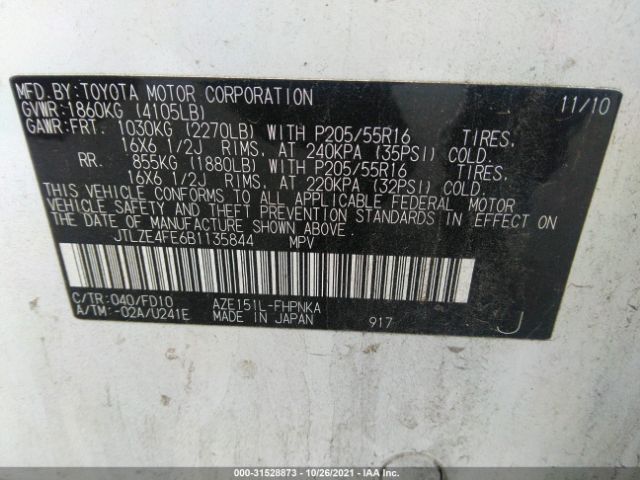 MFD. BY: TOYOTA MOTOR CORPORATION 11/10
GVWR: 1860KG (4105LB)
GAWR: FRT. 1030KG (2270LB) WITH P205/55R16 TIRES,
16X6 1/2J RIMS, AT 240KPA (35PSI) COLD.
RR. 855KG (1880LB) WITH P205/55R16 TIRES,
16X6 1/2J RIMS, AT 220KPA (32PSI) COLD.
THIS VEHICLE CONFORMS TO ALL APPLICABLE FEDERAL MOTOR
VEHICLE SAFETY AND THEFT PREVENTION STANDARDS IN EFFECT ON
THE DATE OF MANUFACTURE SHOWN ABOVE.
JTLZE4FE6B1135844 MPV
C/TR: 040/FD10 AZE151L-FHPNKA
A/TM: -02A/U241E MADE IN JAPAN 917 J
000-31528873 - 10/26/2021 - IAA Inc.